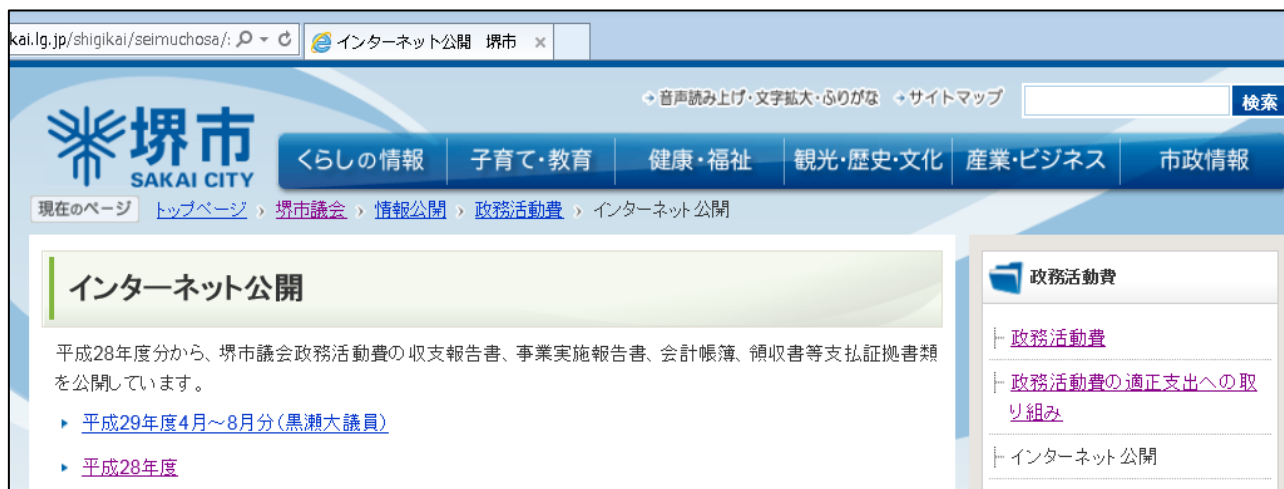 kai.lg.jp/shigikai/seimuchosa/:
インターネット公開 堺市
音声読み上げ・文字拡大・ふりがな サイトマップ 検索
堺市
SAKAI CITY
くらしの情報 子育て・教育 健康・福祉 観光・歴史・文化 産業・ビジネス 市政情報
現在のページ トップページ › 堺市議会 › 情報公開 › 政務活動費 › インターネット公開
インターネット公開
平成28年度分から、堺市議会政務活動費の収支報告書、事業実施報告書、会計帳簿、領収書等支払証拠書類
を公開しています。
平成29年度4月～8月分(黒瀬大議員)
平成28年度
政務活動費
政務活動費
政務活動費の適正支出への取
り組み
インターネット公開